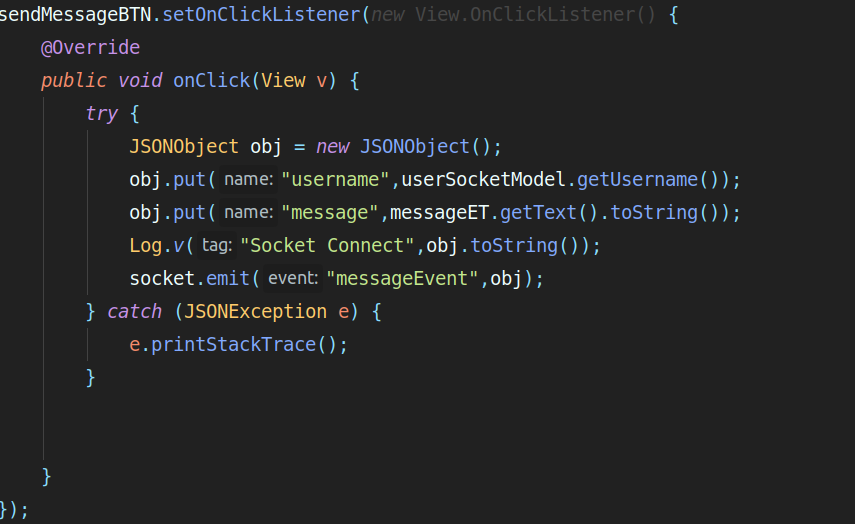 sendMessageBTN.setOnClickListener(new View.OnClickListener() {
@Override
public void onClick(View v) {
try {
JSONObject obj = new JSONObject();
obj.put( name: "username",userSocketModel.getUsername());
obj.put( name: "message",messageET.getText().toString());
Log.v( tag: "Socket Connect",obj.toString());
socket.emit( event: "messageEvent",obj);
} catch (JSONException e) {
e.printStackTrace();
}
}
});